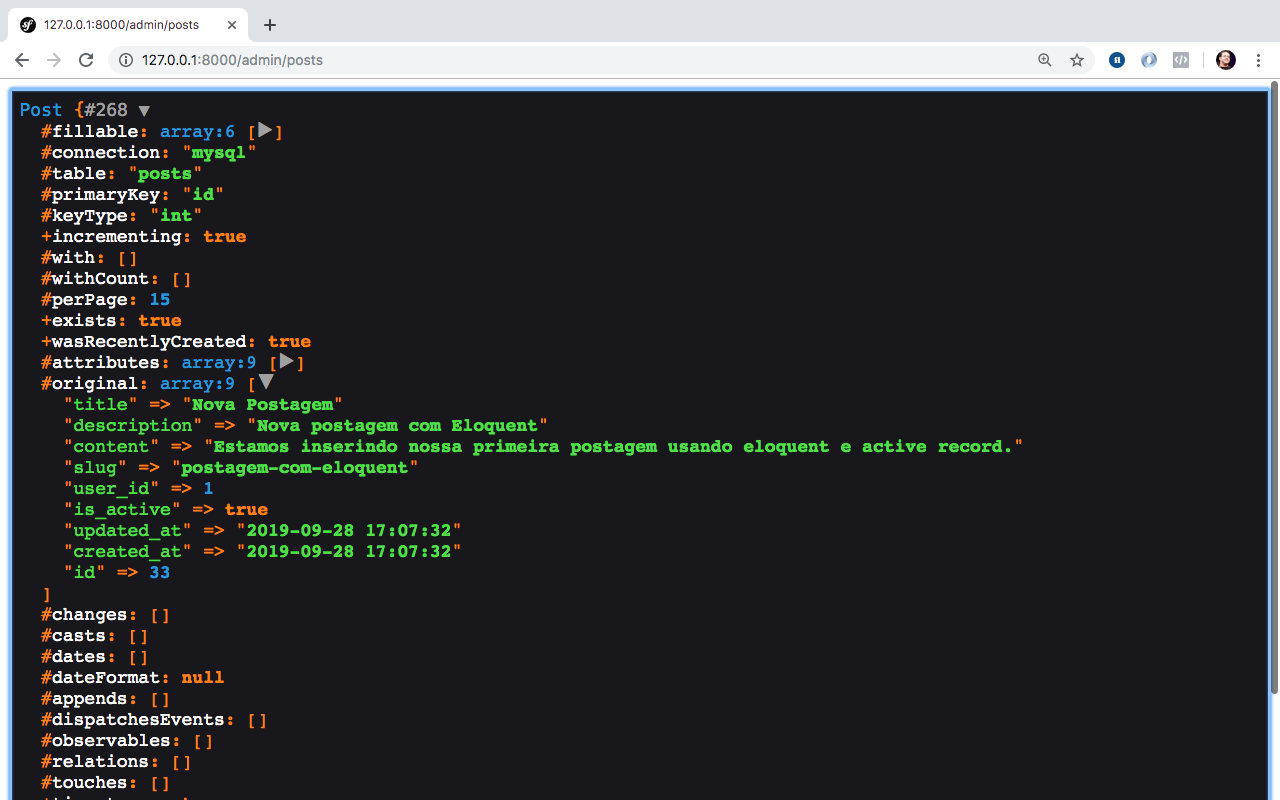 127.0.0.1:8000/admin/posts
127.0.0.1:8000/admin/posts
Post {#268 ▼
#fillable: array:6 [▶]
#connection: "mysql"
#table: "posts"
#primaryKey: "id"
#keyType: "int"
+incrementing: true
#with: []
#withCount: []
#perPage: 15
+exists: true
+wasRecentlyCreated: true
#attributes: array:9 [▶]
#original: array:9 [▼
"title" => "Nova Postagem"
"description" => "Nova postagem com Eloquent"
"content" => "Estamos inserindo nossa primeira postagem usando eloquent e active record."
"slug" => "postagem-com-eloquent"
"user_id" => 1
"is_active" => true
"updated_at" => "2019-09-28 17:07:32"
"created_at" => "2019-09-28 17:07:32"
"id" => 33
]
#changes: []
#casts: []
#dates: []
#dateFormat: null
#appends: []
#dispatchesEvents: []
#observables: []
#relations: []
#touches: []